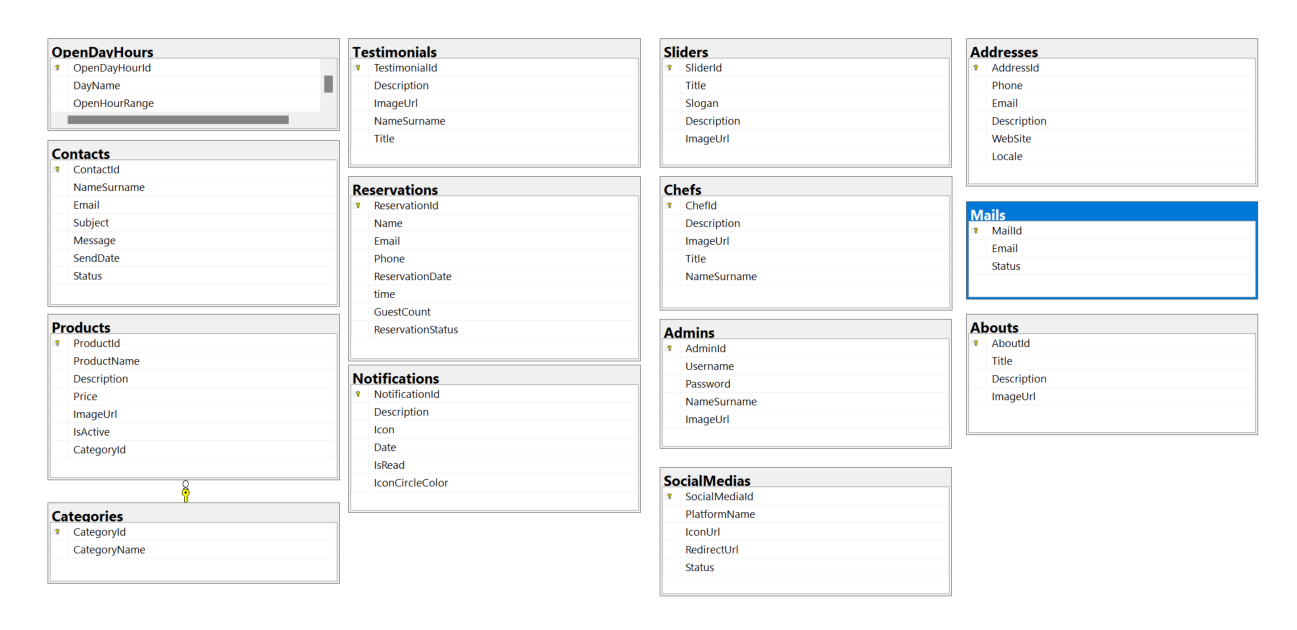 OpenDayHours
OpenDayHourId
DayName
OpenHourRange
Contacts
ContactId
NameSurname
Email
Subject
Message
SendDate
Status
Products
ProductId
ProductName
Description
Price
ImageUrl
IsActive
CategoryId
Categories
CategoryId
CategoryName
Testimonials
TestimonialId
Description
ImageUrl
NameSurname
Title
Reservations
ReservationId
Name
Email
Phone
ReservationDate
time
GuestCount
ReservationStatus
Notifications
NotificationId
Description
Icon
Date
IsRead
IconCircleColor
Sliders
SliderId
Title
Slogan
Description
ImageUrl
Chefs
ChefId
Description
ImageUrl
Title
NameSurname
Admins
AdminId
Username
Password
NameSurname
ImageUrl
SocialMedias
SocialMediaId
PlatformName
IconUrl
RedirectUrl
Status
Addresses
AddressId
Phone
Email
Description
WebSite
Locale
Mails
MailId
Email
Status
Abouts
AboutId
Title
Description
ImageUrl